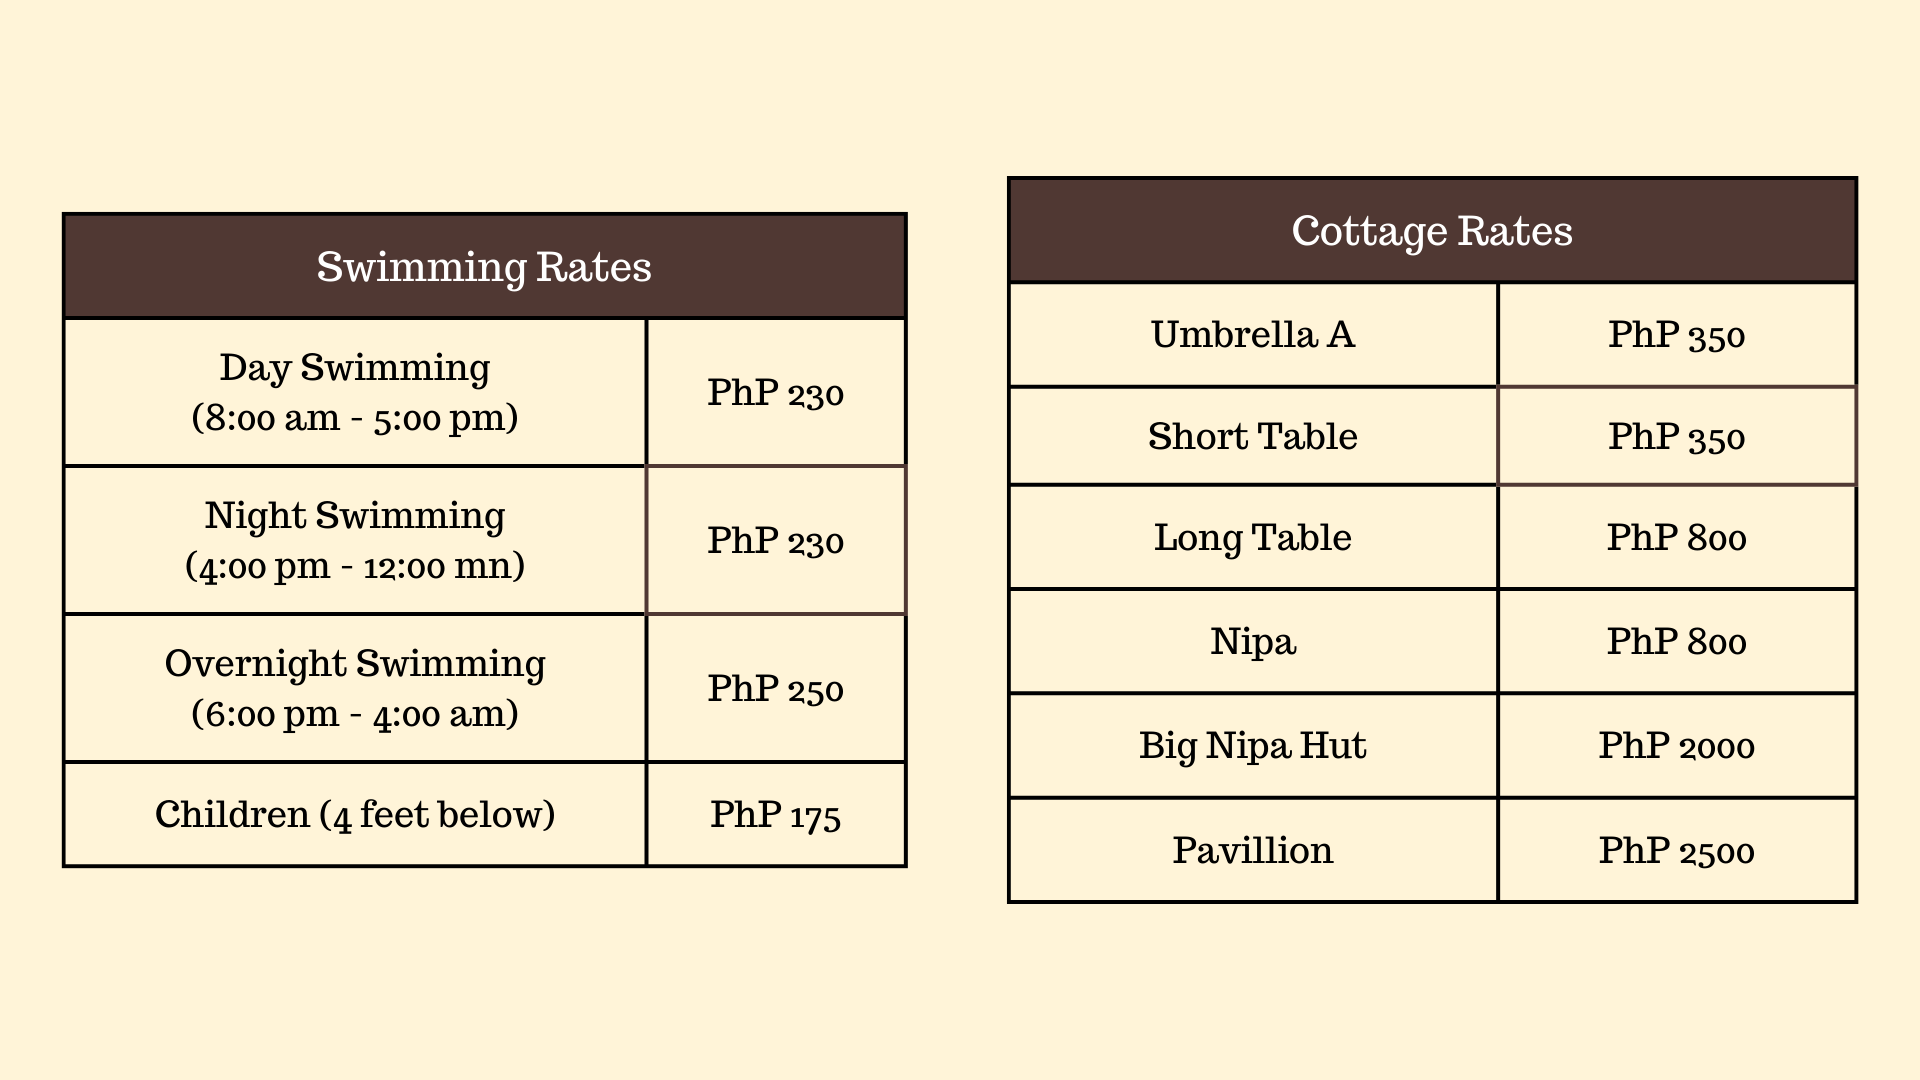 Swimming Rates
Day Swimming
(8:00 am - 5:00 pm)
PhP 230
Night Swimming
(4:00 pm - 12:00 mn)
PhP 230
Overnight Swimming
(6:00 pm - 4:00 am)
PhP 250
Children (4 feet below)
PhP 175
Cottage Rates
Umbrella A
PhP 350
Short Table
PhP 350
Long Table
PhP 800
Nipa
PhP 800
Big Nipa Hut
PhP 2000
Pavillion
PhP 2500